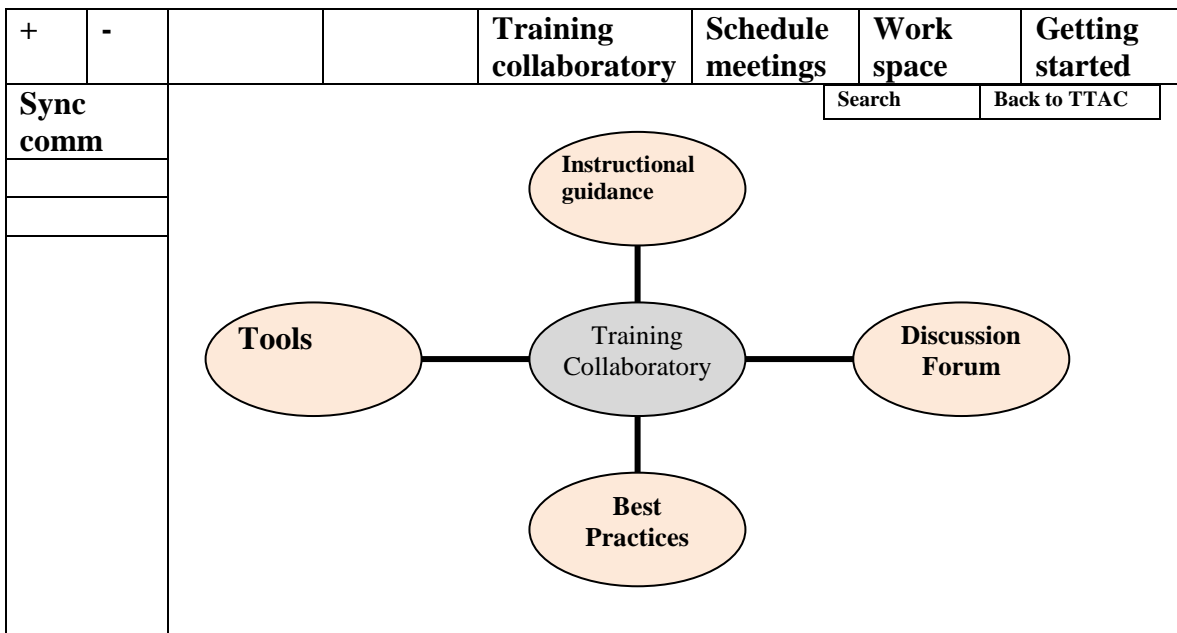 + - Training Schedule Work Getting
collaboratory meetings space started
Sync Search Back to TTAC
comm
Instructional
guidance
Tools Training Discussion
Collaboratory Forum
Best
Practices